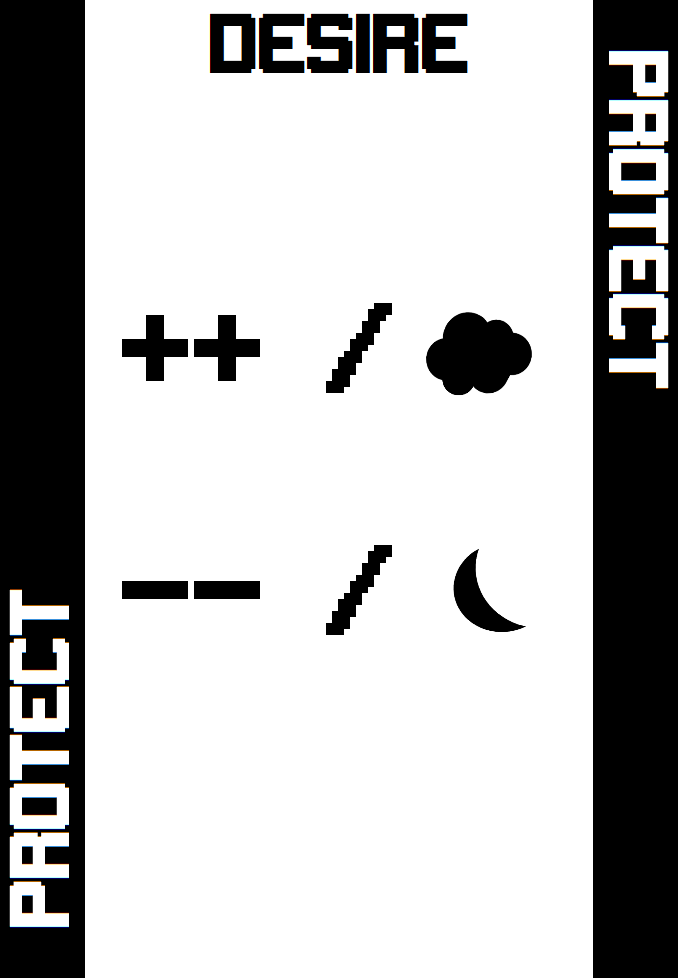 DESIRE
PROTECT
++ /
-- /
PROTECT